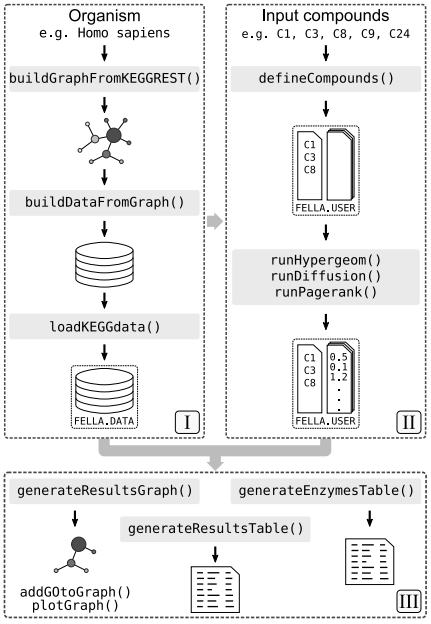 Organism
e.g. Homo sapiens
buildGraphFromKEGGREST()
buildDataFromGraph()
loadKEGGdata()
FELLA.DATA
I
Input compounds
e.g. C1, C3, C8, C9, C24
defineCompounds()
C1
C3
C8
FELLA.USER
runHypergeom()
runDiffusion()
runPagerank()
C1
C3
C8
0.5
0.1
1.2
.
.
.
FELLA.USER
II
generateResultsGraph()
addGOtoGraph()
plotGraph()
generateResultsTable()
generateEnzymesTable()
III